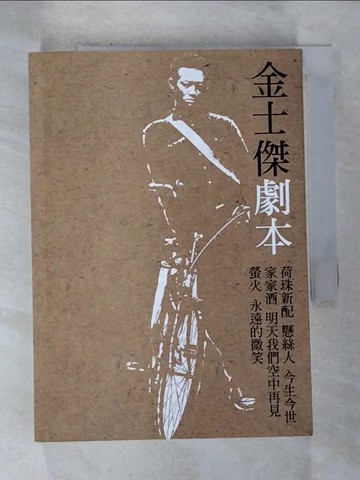 金士傑劇本
荷珠新配 懸絲人 今生今世
家家酒 明天我們空中再見
螢火 永遠的微笑